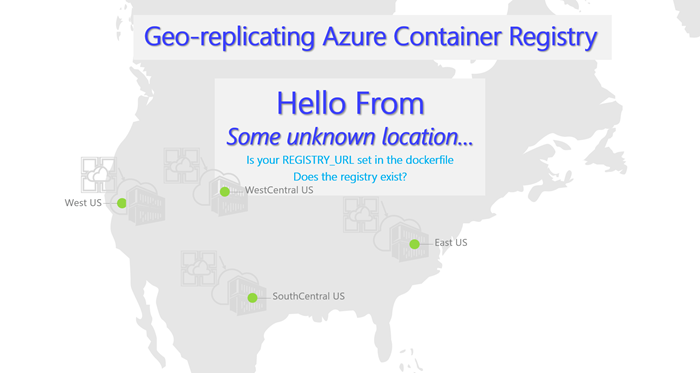 Geo-replicating Azure Container Registry
Hello From
Some unknown location...
Is your REGISTRY_URL set in the dockerfile
Does the registry exist?
WestCentral US
West US
East US
SouthCentral US